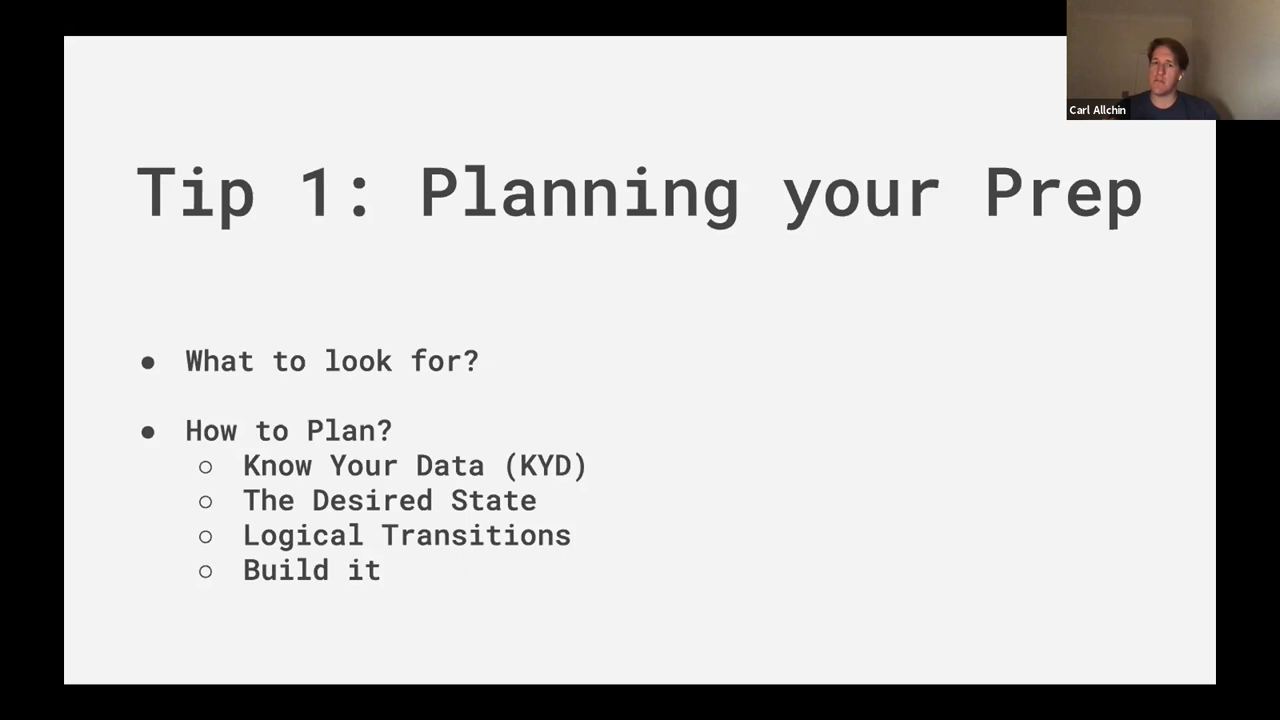 Carl Allchin
Tip 1: Planning your Prep
● What to look for?
● How to Plan?
○ Know Your Data (KYD)
○ The Desired State
○ Logical Transitions
○ Build it